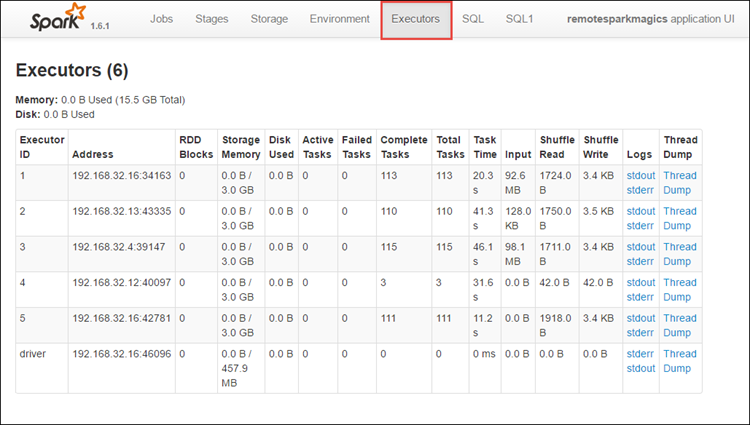 Spark 1.6.1 Jobs Stages Storage Environment Executors SQL SQL1 remotesparkmagics application UI
Executors (6)
Memory: 0.0 B Used (15.5 GB Total)
Disk: 0.0 B Used
Executor RDD Storage Disk Active Failed Complete Total Task Shuffle Shuffle Thread
ID Address Blocks Memory Used Tasks Tasks Tasks Tasks Time Input Read Write Logs Dump
1 192.168.32.16:34163 0 0.0 B / 0.0 B 0 0 113 113 20.3 92.6 1724.0 3.4 KB stdout Thread
3.0 GB s MB B stderr Dump
2 192.168.32.13:43335 0 0.0 B / 0.0 B 0 0 110 110 41.3 128.0 1750.0 3.5 KB stdout Thread
3.0 GB s KB B stderr Dump
3 192.168.32.4:39147 0 0.0 B / 0.0 B 0 0 115 115 46.1 98.1 1711.0 3.4 KB stdout Thread
3.0 GB s MB B stderr Dump
4 192.168.32.12:40097 0 0.0 B / 0.0 B 0 0 3 3 31.6 0.0 B 42.0 B 42.0 B stdout Thread
3.0 GB s stderr Dump
5 192.168.32.16:42781 0 0.0 B / 0.0 B 0 0 111 111 11.2 0.0 B 1918.0 3.4 KB stdout Thread
3.0 GB s B stderr Dump
driver 192.168.32.16:46096 0 0.0 B / 0.0 B 0 0 0 0 0 ms 0.0 B 0.0 B 0.0 B stderr Thread
457.9 stdout Dump
MB